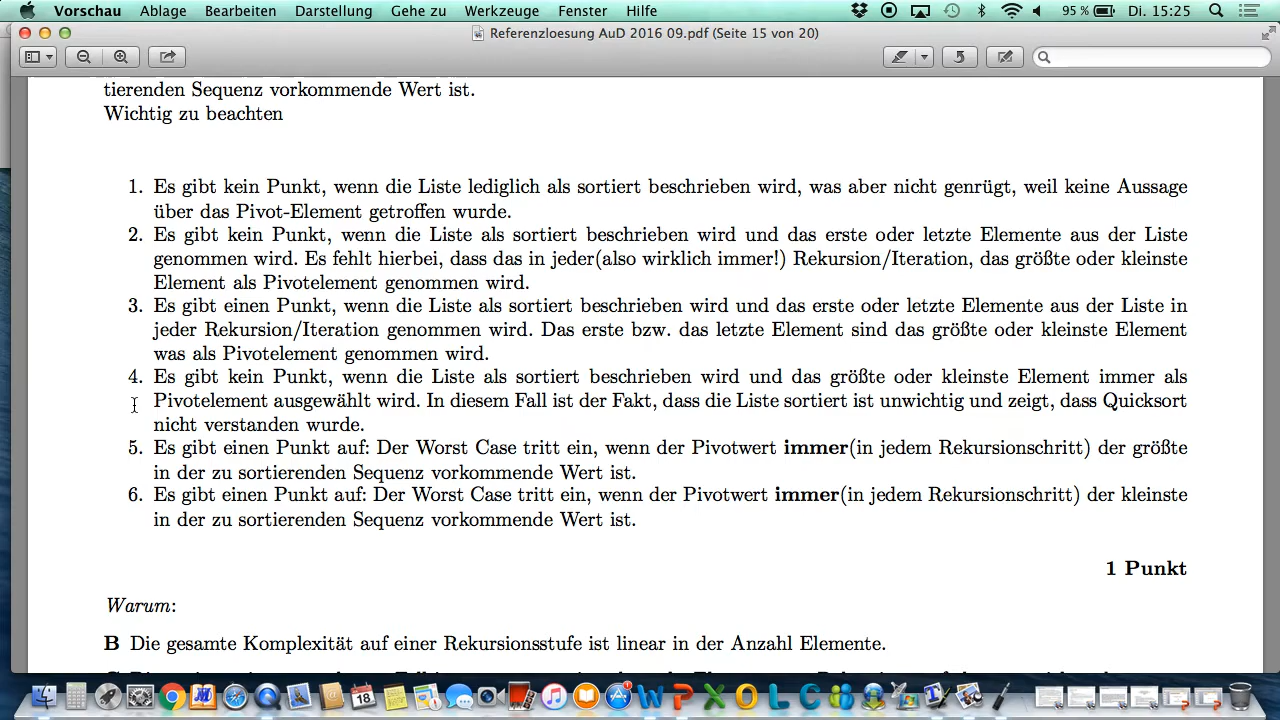 Vorschau Ablage Bearbeiten Darstellung Gehe zu Werkzeuge Fenster Hilfe 95 % Di. 15:25
Referenzloesung AuD 2016 09.pdf (Seite 15 von 20)
tierenden Sequenz vorkommende Wert ist.
Wichtig zu beachten
1. Es gibt kein Punkt, wenn die Liste lediglich als sortiert beschrieben wird, was aber nicht genrügt, weil keine Aussage
über das Pivot-Element getroffen wurde.
2. Es gibt kein Punkt, wenn die Liste als sortiert beschrieben wird und das erste oder letzte Elemente aus der Liste
genommen wird. Es fehlt hierbei, dass das in jeder(also wirklich immer!) Rekursion/Iteration, das größte oder kleinste
Element als Pivotelement genommen wird.
3. Es gibt einen Punkt, wenn die Liste als sortiert beschrieben wird und das erste oder letzte Elemente aus der Liste in
jeder Rekursion/Iteration genommen wird. Das erste bzw. das letzte Element sind das größte oder kleinste Element
was als Pivotelement genommen wird.
4. Es gibt kein Punkt, wenn die Liste als sortiert beschrieben wird und das größte oder kleinste Element immer als
Pivotelement ausgewählt wird. In diesem Fall ist der Fakt, dass die Liste sortiert ist unwichtig und zeigt, dass Quicksort
nicht verstanden wurde.
5. Es gibt einen Punkt auf: Der Worst Case tritt ein, wenn der Pivotwert immer(in jedem Rekursionschritt) der größte
in der zu sortierenden Sequenz vorkommende Wert ist.
6. Es gibt einen Punkt auf: Der Worst Case tritt ein, wenn der Pivotwert immer(in jedem Rekursionschritt) der kleinste
in der zu sortierenden Sequenz vorkommende Wert ist.
1 Punkt
Warum:
B Die gesamte Komplexität auf einer Rekursionsstufe ist linear in der Anzahl Elemente.